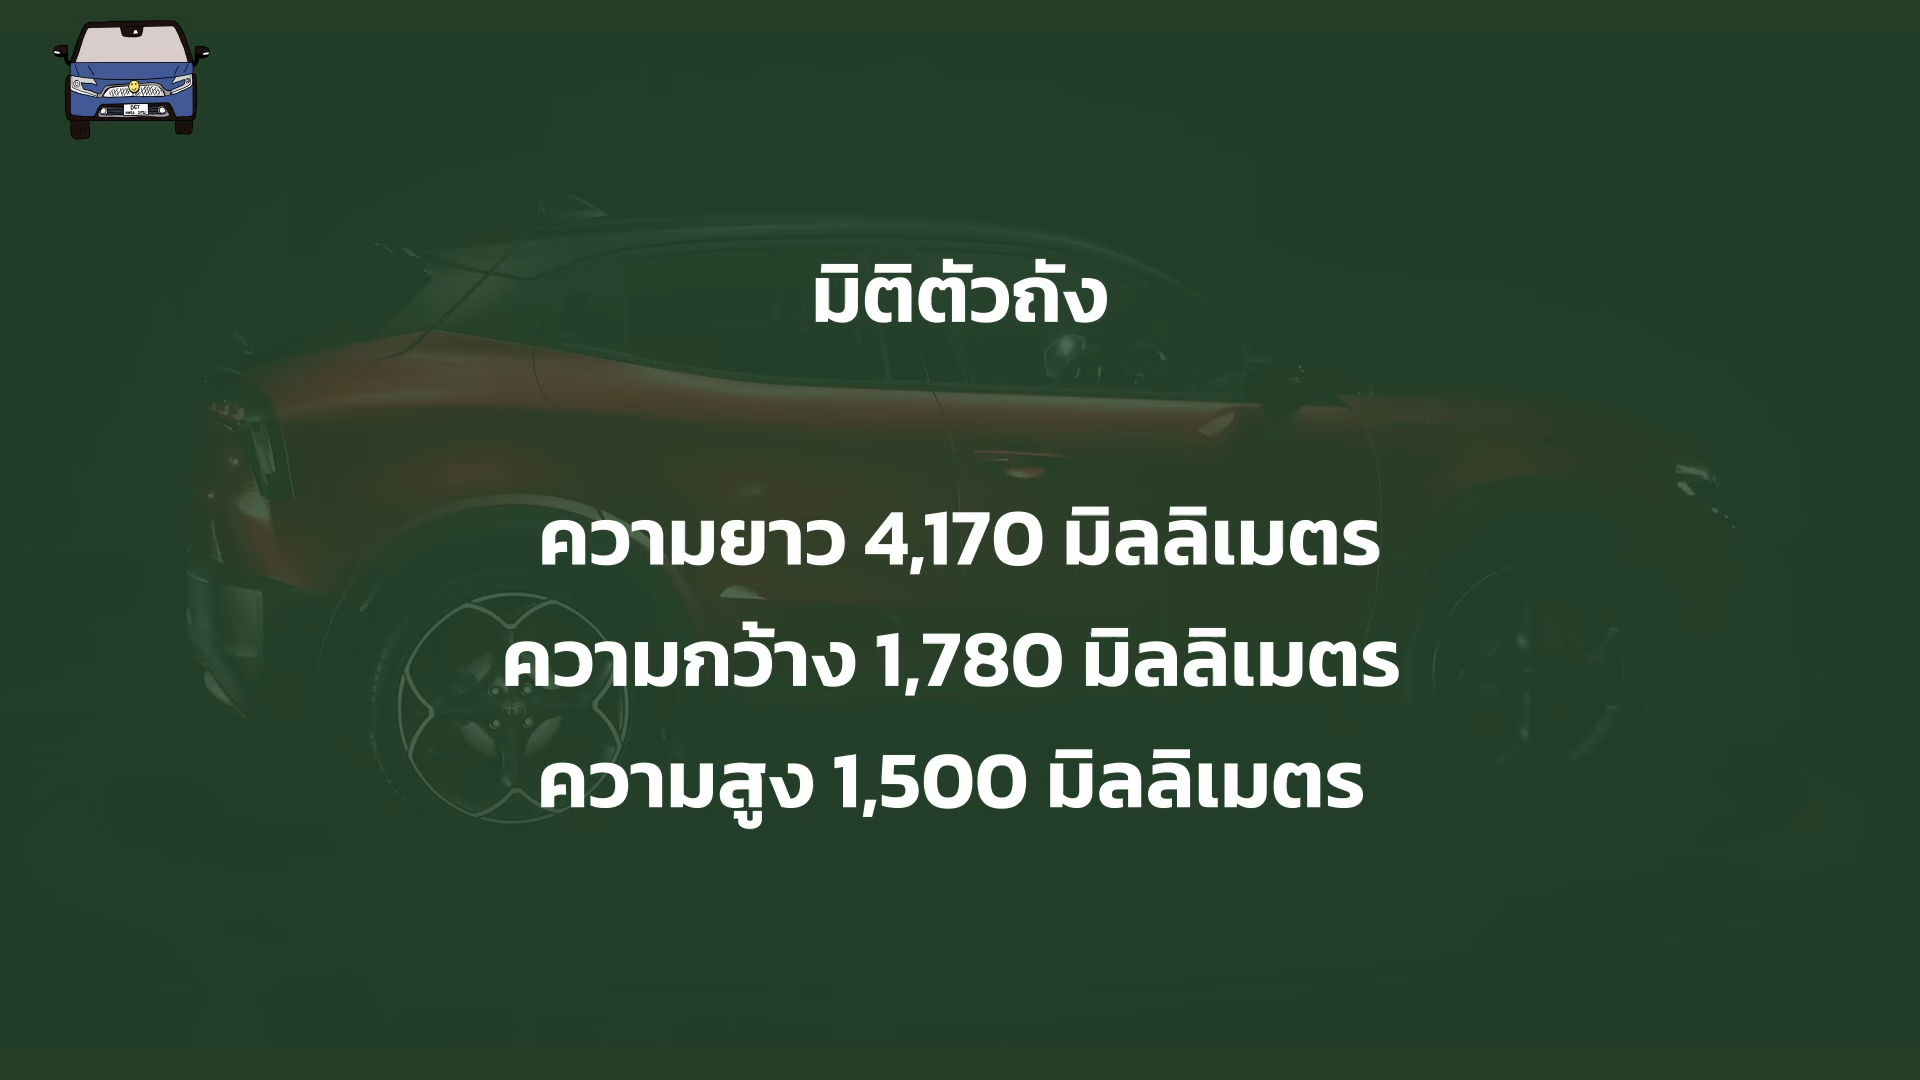 มิติตัวถัง
ความยาว 4,170 มิลลิเมตร
ความกว้าง 1,780 มิลลิเมตร
ความสูง 1,500 มิลลิเมตร